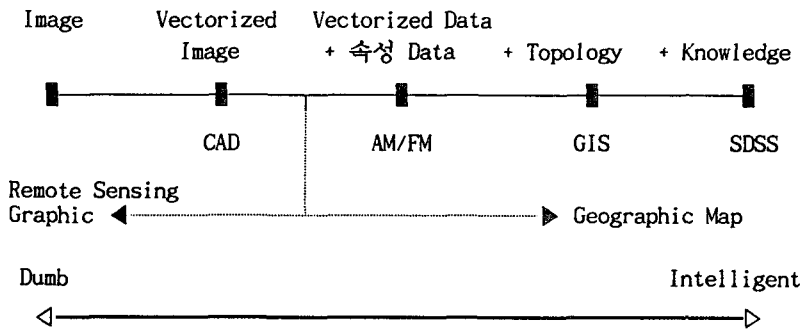 Image Vectorized Vectorized Data
Image + 속성 Data + Topology + Knowledge
CAD AM/FM GIS SDSS
Remote Sensing
Graphic Geographic Map
Dumb Intelligent